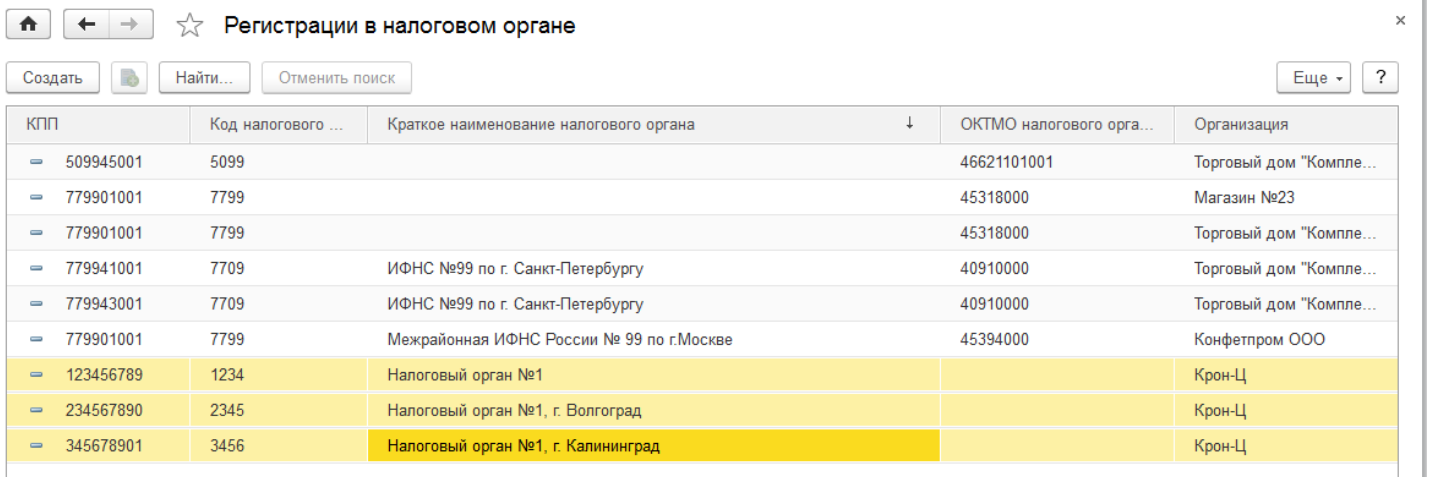 Регистрации в налоговом органе
Создать Найти... Отменить поиск Еще ?
КПП Код налогового ... Краткое наименование налогового органа ↓ ОКТМО налогового орга... Организация
509945001 5099 46621101001 Торговый дом "Компле...
779901001 7799 45318000 Магазин №23
779901001 7799 45318000 Торговый дом "Компле...
779941001 7709 ИФНС №99 по г. Санкт-Петербургу 40910000 Торговый дом "Компле...
779943001 7709 ИФНС №99 по г. Санкт-Петербургу 40910000 Торговый дом "Компле...
779901001 7799 Межрайонная ИФНС России № 99 по г.Москве 45394000 Конфетпром ООО
123456789 1234 Налоговый орган №1 Крон-Ц
234567890 2345 Налоговый орган №1, г. Волгоград Крон-Ц
345678901 3456 Налоговый орган №1, г. Калининград Крон-Ц